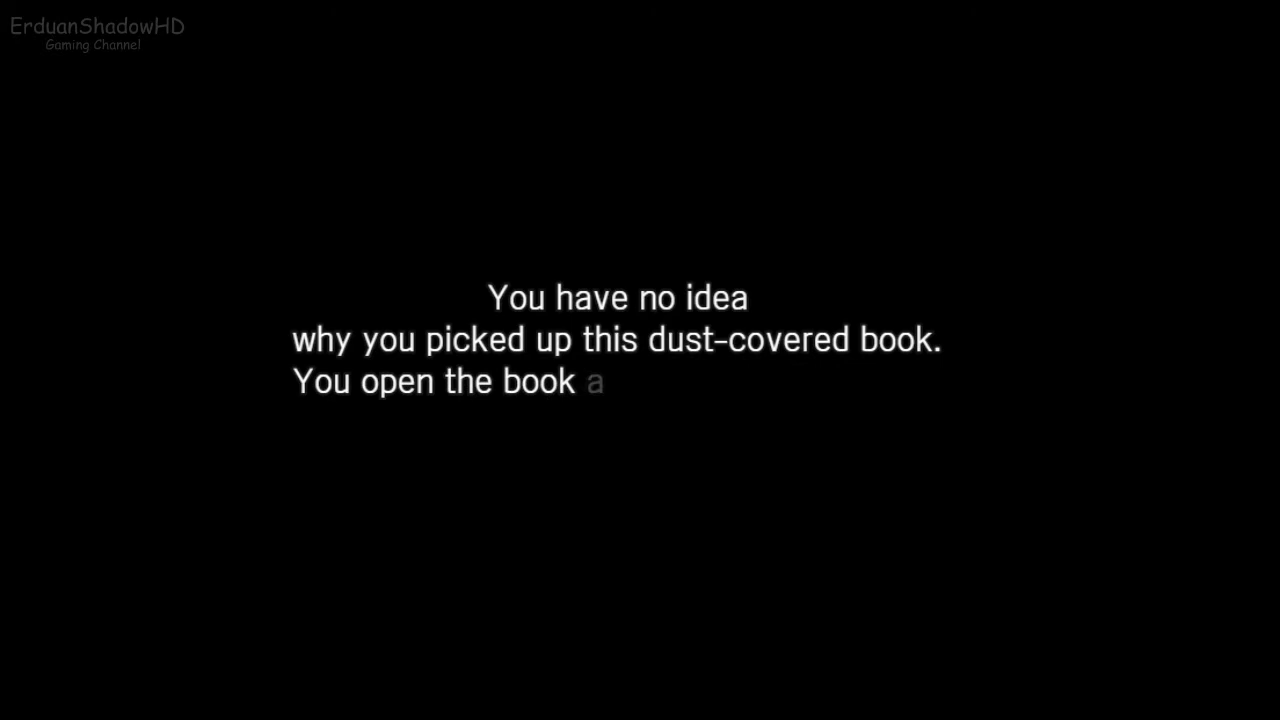 ErduanShadowHD
Gaming Channel
You have no idea
why you picked up this dust-covered book.
You open the book a